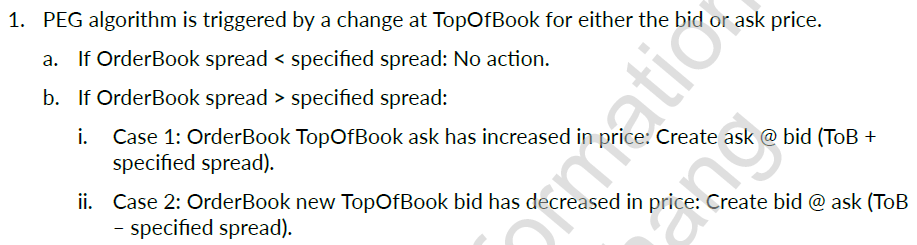 1. PEG algorithm is triggered by a change at TopOfBook for either the bid or ask price.
a. If OrderBook spread < specified spread: No action.
b. If OrderBook spread > specified spread:
i. Case 1: OrderBook TopOfBook ask has increased in price: Create ask @ bid (ToB +
specified spread).
ii. Case 2: OrderBook new TopOfBook bid has decreased in price: Create bid @ ask (ToB
– specified spread).